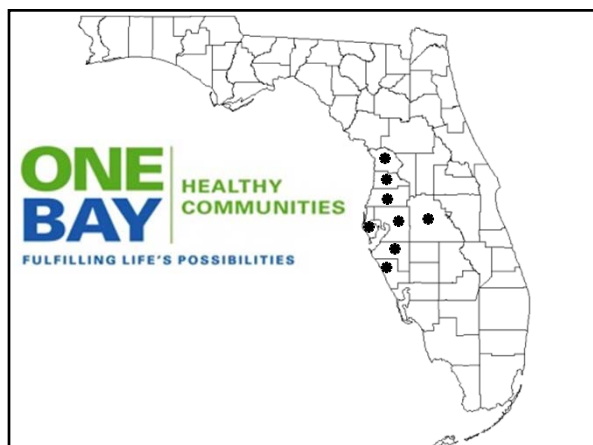 ONE
BAY
HEALTHY
COMMUNITIES
FULFILLING LIFE'S POSSIBILITIES